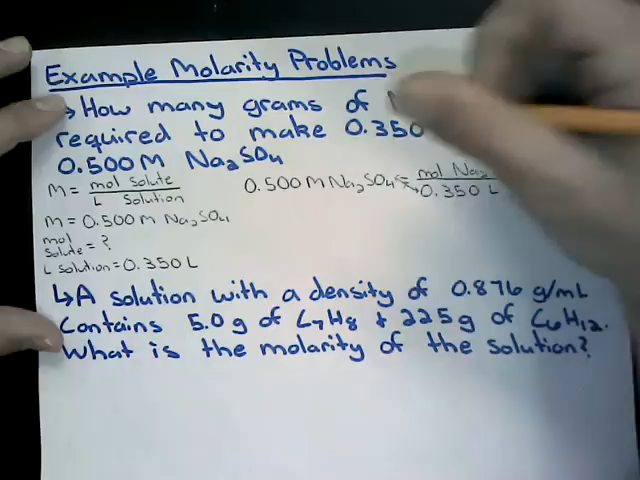 Example Molarity Problems
↳ How many grams of
required to make 0.350
0.500 M Na₂SO₄
M = mol solute / L solution
0.500 M Na₂SO₄ = mol Na₂ / 0.350 L
M = 0.500 M Na₂SO₄
mol solute = ?
L solution = 0.350 L
↳ A solution with a density of 0.876 g/mL
contains 5.0 g of C₇H₈ + 225 g of C₆H₁₂.
What is the molarity of the solution?